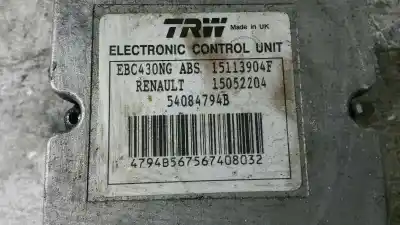 TRW Made in UK
ELECTRONIC CONTROL UNIT
EBC430NG ABS 15113904F
RENAULT 15052204
54084794B
4794B567567408032